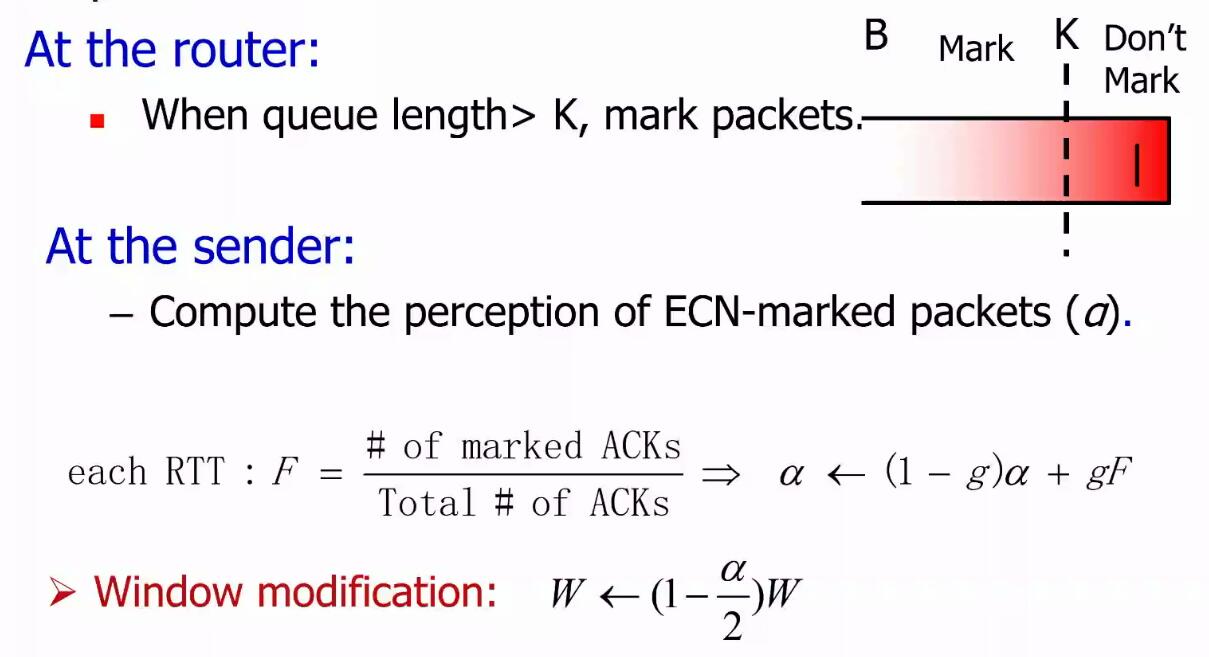 At the router:
▪ When queue length> K, mark packets.
B Mark K Don't
Mark
At the sender:
– Compute the perception of ECN-marked packets (α).
each RTT : F = # of marked ACKs / Total # of ACKs ⇒ α ← (1 − g)α + gF
➢ Window modification: W ← (1−α/2)W